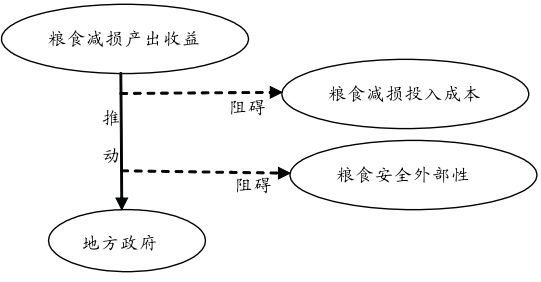 粮食减损产出收益
粮食减损投入成本
阻碍
推
动
粮食安全外部性
阻碍
地方政府